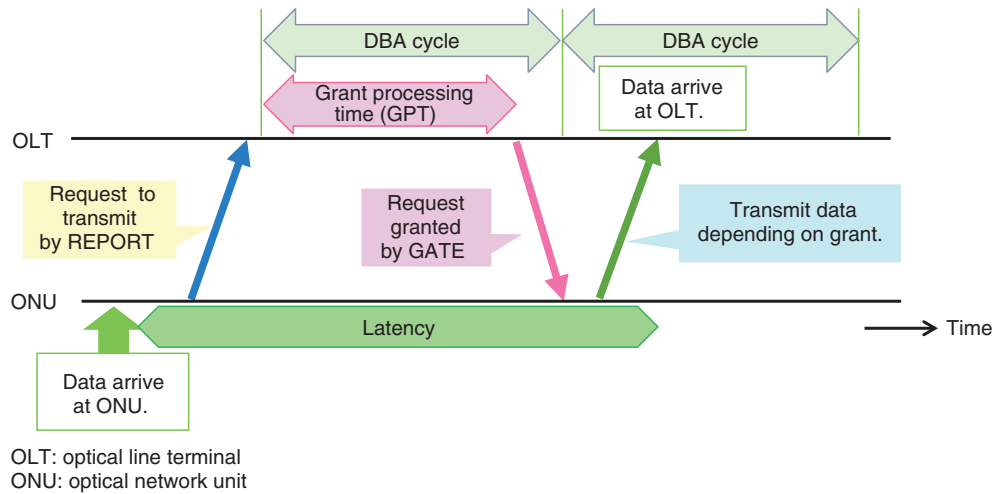 DBA cycle
DBA cycle
Grant processing
time (GPT)
Data arrive
at OLT.
OLT
Request to
transmit
by REPORT
Request
granted
by GATE
Transmit data
depending on grant.
ONU
Latency
Time
Data arrive
at ONU.
OLT: optical line terminal
ONU: optical network unit